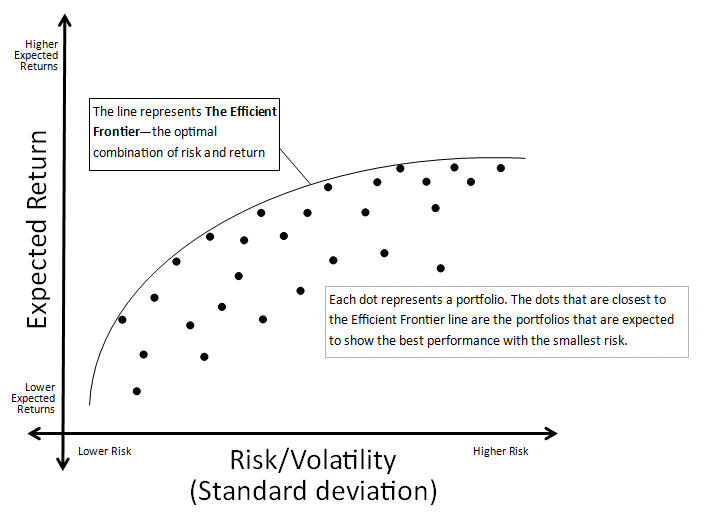 Higher
Expected
Returns
The line represents The Efficient
Frontier—the optimal
combination of risk and return
Expected Return
Each dot represents a portfolio. The dots that are closest to
the Efficient Frontier line are the portfolios that are expected
to show the best performance with the smallest risk.
Lower
Expected
Returns
Lower Risk
Higher Risk
Risk/Volatility
(Standard deviation)